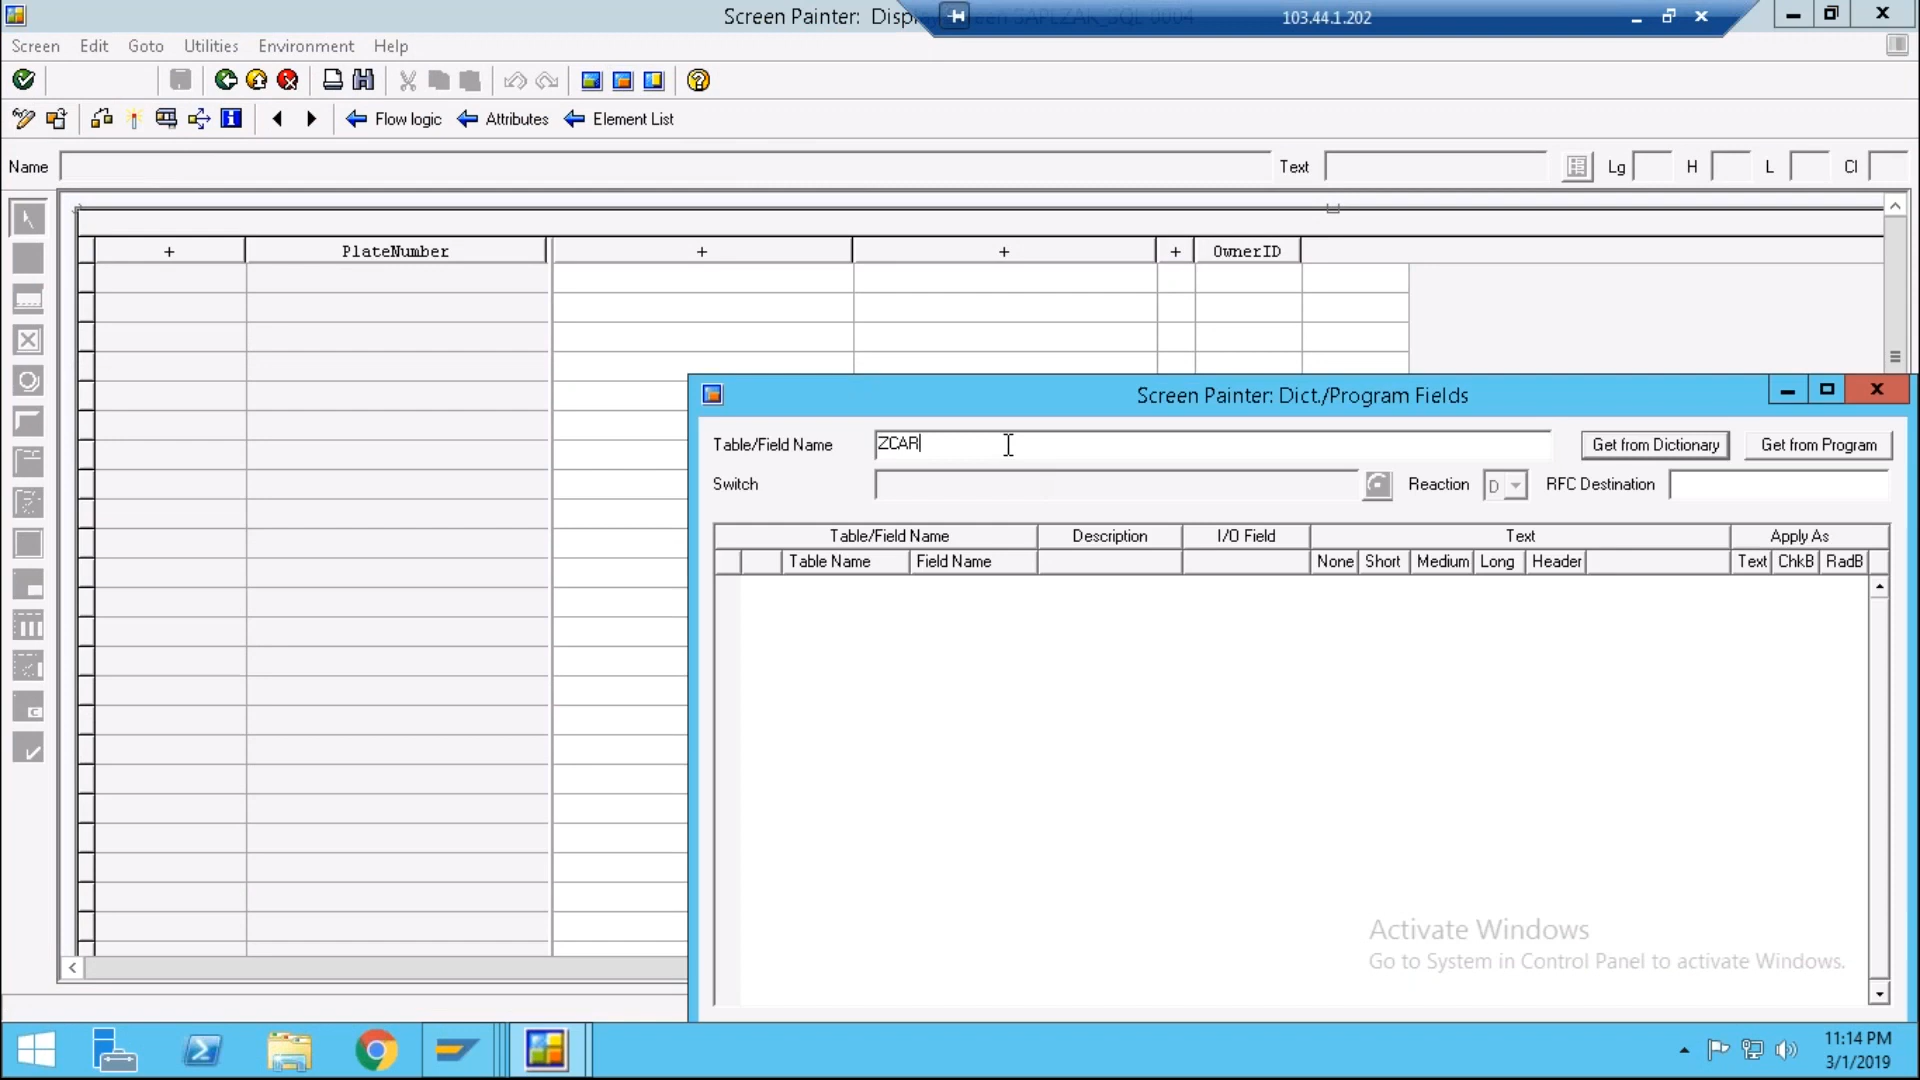 Screen Painter: Display Screen SAPLZAK_SQL 0004
103.44.1.202
Screen Edit Goto Utilities Environment Help
Flow logic Attributes Element List
Name Text Lg H L Cl
+ PlateNumber + + + OwnerID
Screen Painter: Dict./Program Fields
Table/Field Name ZCAR Get from Dictionary Get from Program
Switch Reaction D RFC Destination
Table/Field Name Description I/O Field Text Apply As
Table Name Field Name None Short Medium Long Header Text ChkB RadB
Activate Windows
Go to System in Control Panel to activate Windows.
11:14 PM
3/1/2019